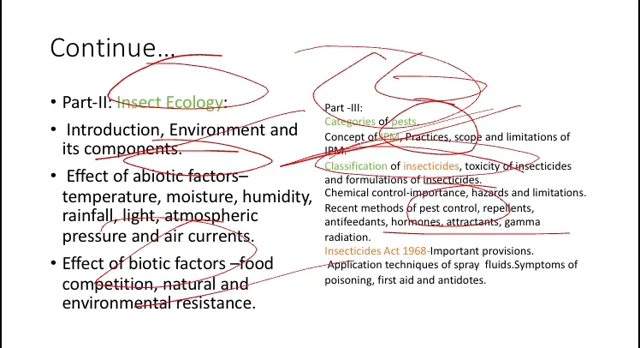 Continue…
• Part-II: Insect Ecology:
• Introduction, Environment and
its components.
• Effect of abiotic factors–
temperature, moisture, humidity,
rainfall, light, atmospheric
pressure and air currents.
• Effect of biotic factors –food
competition, natural and
environmental resistance.
Part -III:
Categories of pests.
Concept of IPM, Practices, scope and limitations of
IPM.
Classification of insecticides, toxicity of insecticides
and formulations of insecticides.
Chemical control-importance, hazards and limitations.
Recent methods of pest control, repellents,
antifeedants, hormones, attractants, gamma
radiation.
Insecticides Act 1968-Important provisions.
Application techniques of spray fluids.Symptoms of
poisoning, first aid and antidotes.